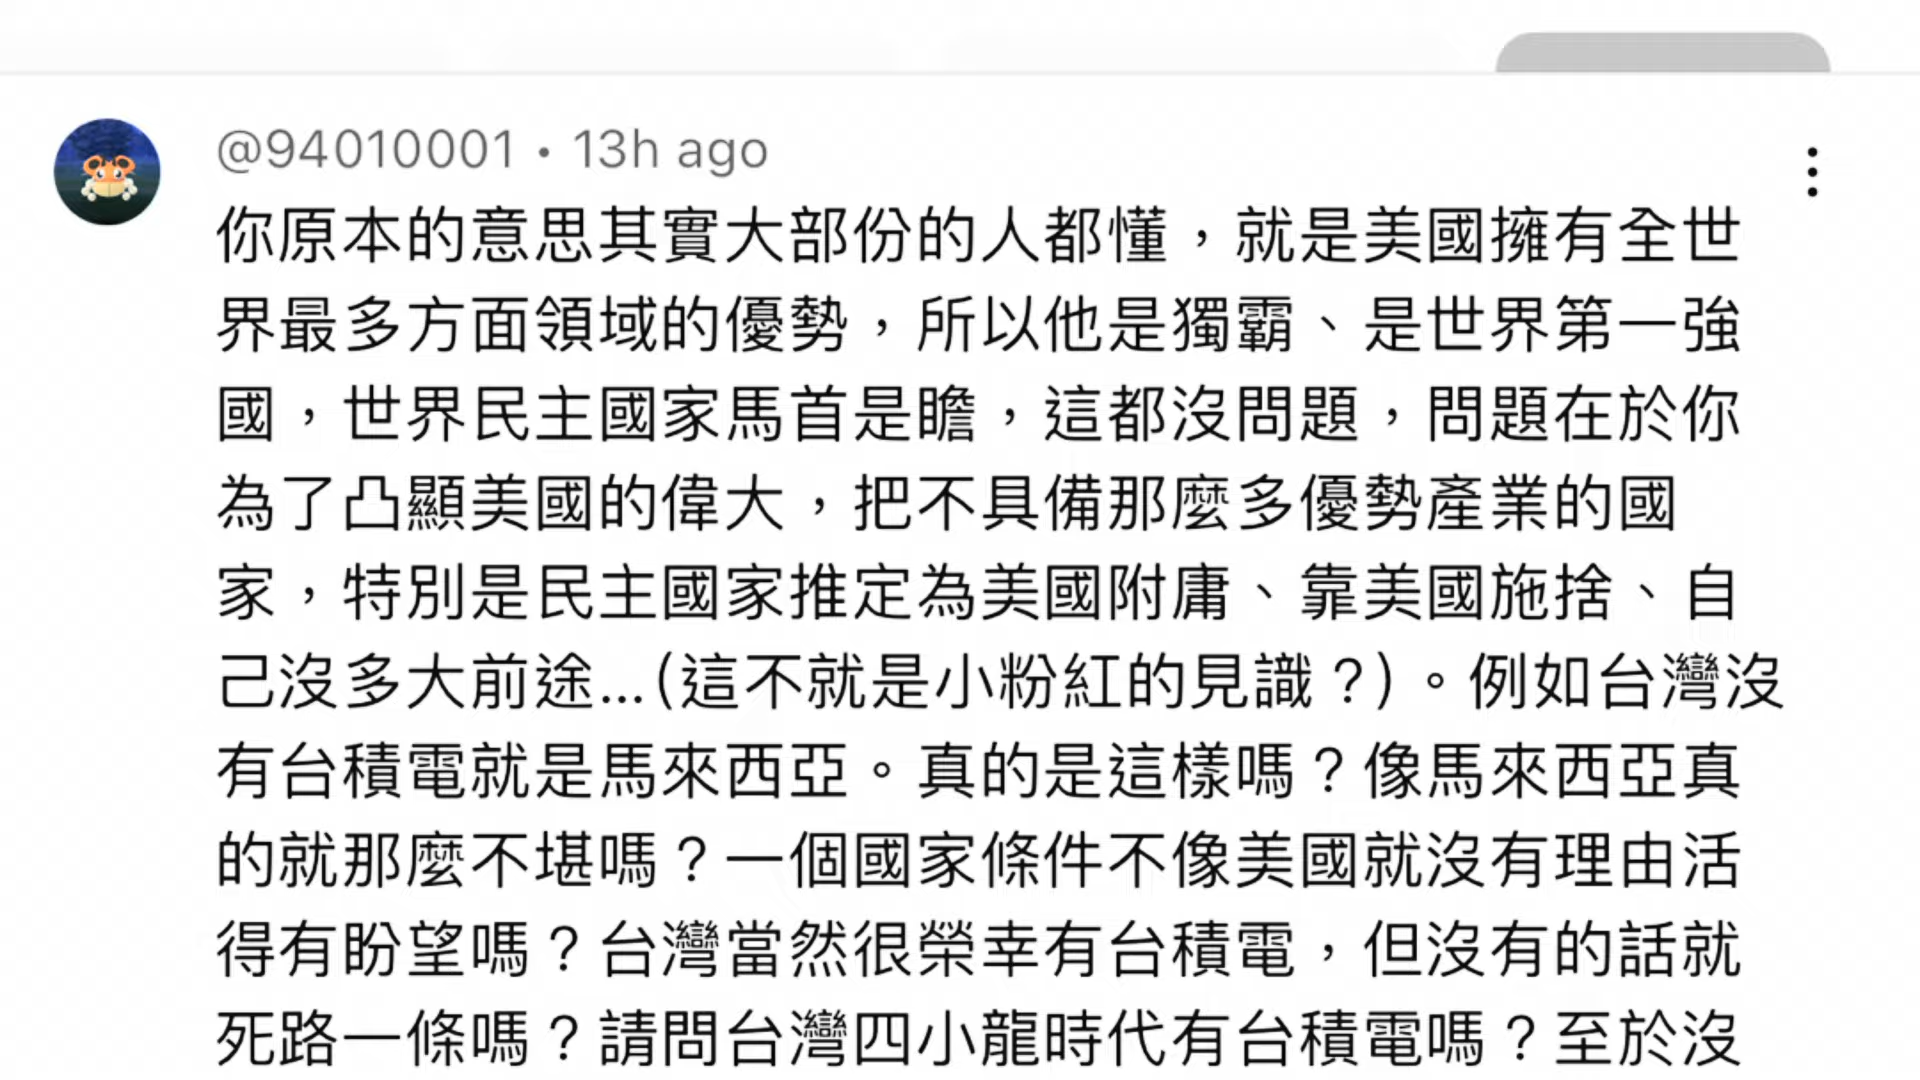 @94010001 • 13h ago
你原本的意思其實大部份的人都懂，就是美國擁有全世
界最多方面領域的優勢，所以他是獨霸、是世界第一強
國，世界民主國家馬首是瞻，這都沒問題，問題在於你
為了凸顯美國的偉大，把不具備那麼多優勢產業的國
家，特別是民主國家推定為美國附庸、靠美國施捨、自
己沒多大前途...(這不就是小粉紅的見識？)。例如台灣沒
有台積電就是馬來西亞。真的是這樣嗎？像馬來西亞真
的就那麼不堪嗎？一個國家條件不像美國就沒有理由活
得有盼望嗎？台灣當然很榮幸有台積電，但沒有的話就
死路一條嗎？請問台灣四小龍時代有台積電嗎？至於沒